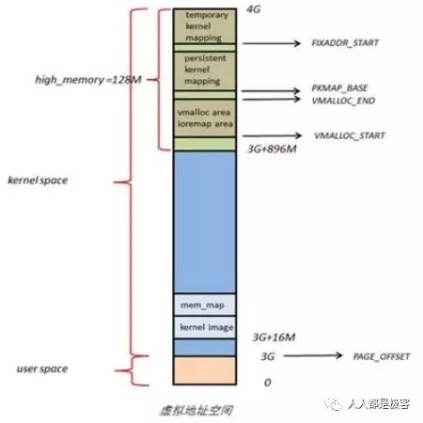 temporary
kernel
mapping
4G
FIXADDR_START
persistent
kernel
mapping
high_memory =128M
PKMAP_BASE
VMALLOC_END
vmalloc area
ioremap area
VMALLOC_START
3G+896M
kernel space
mem_map
kernel image
3G+16M
3G
PAGE_OFFSET
user space
0
虚拟地址空间
人人都是极客